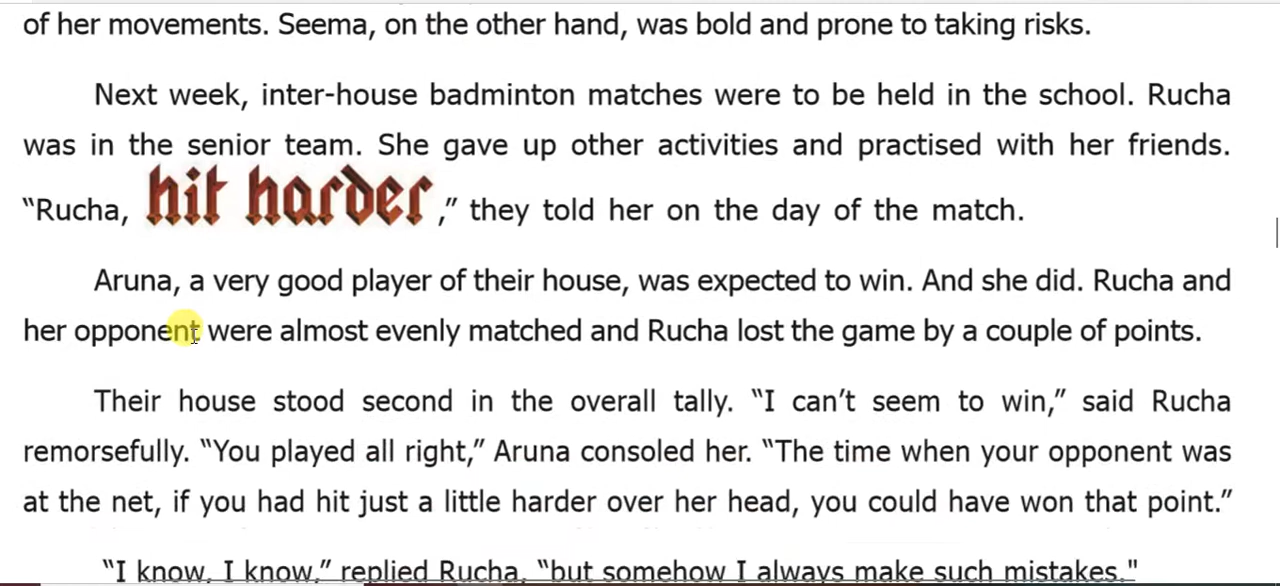 of her movements. Seema, on the other hand, was bold and prone to taking risks.
Next week, inter-house badminton matches were to be held in the school. Rucha
was in the senior team. She gave up other activities and practised with her friends.
“Rucha, hit harder,” they told her on the day of the match.
Aruna, a very good player of their house, was expected to win. And she did. Rucha and
her opponent were almost evenly matched and Rucha lost the game by a couple of points.
Their house stood second in the overall tally. “I can’t seem to win,” said Rucha
remorsefully. “You played all right,” Aruna consoled her. “The time when your opponent was
at the net, if you had hit just a little harder over her head, you could have won that point.”
“I know, I know,” replied Rucha, “but somehow I always make such mistakes."